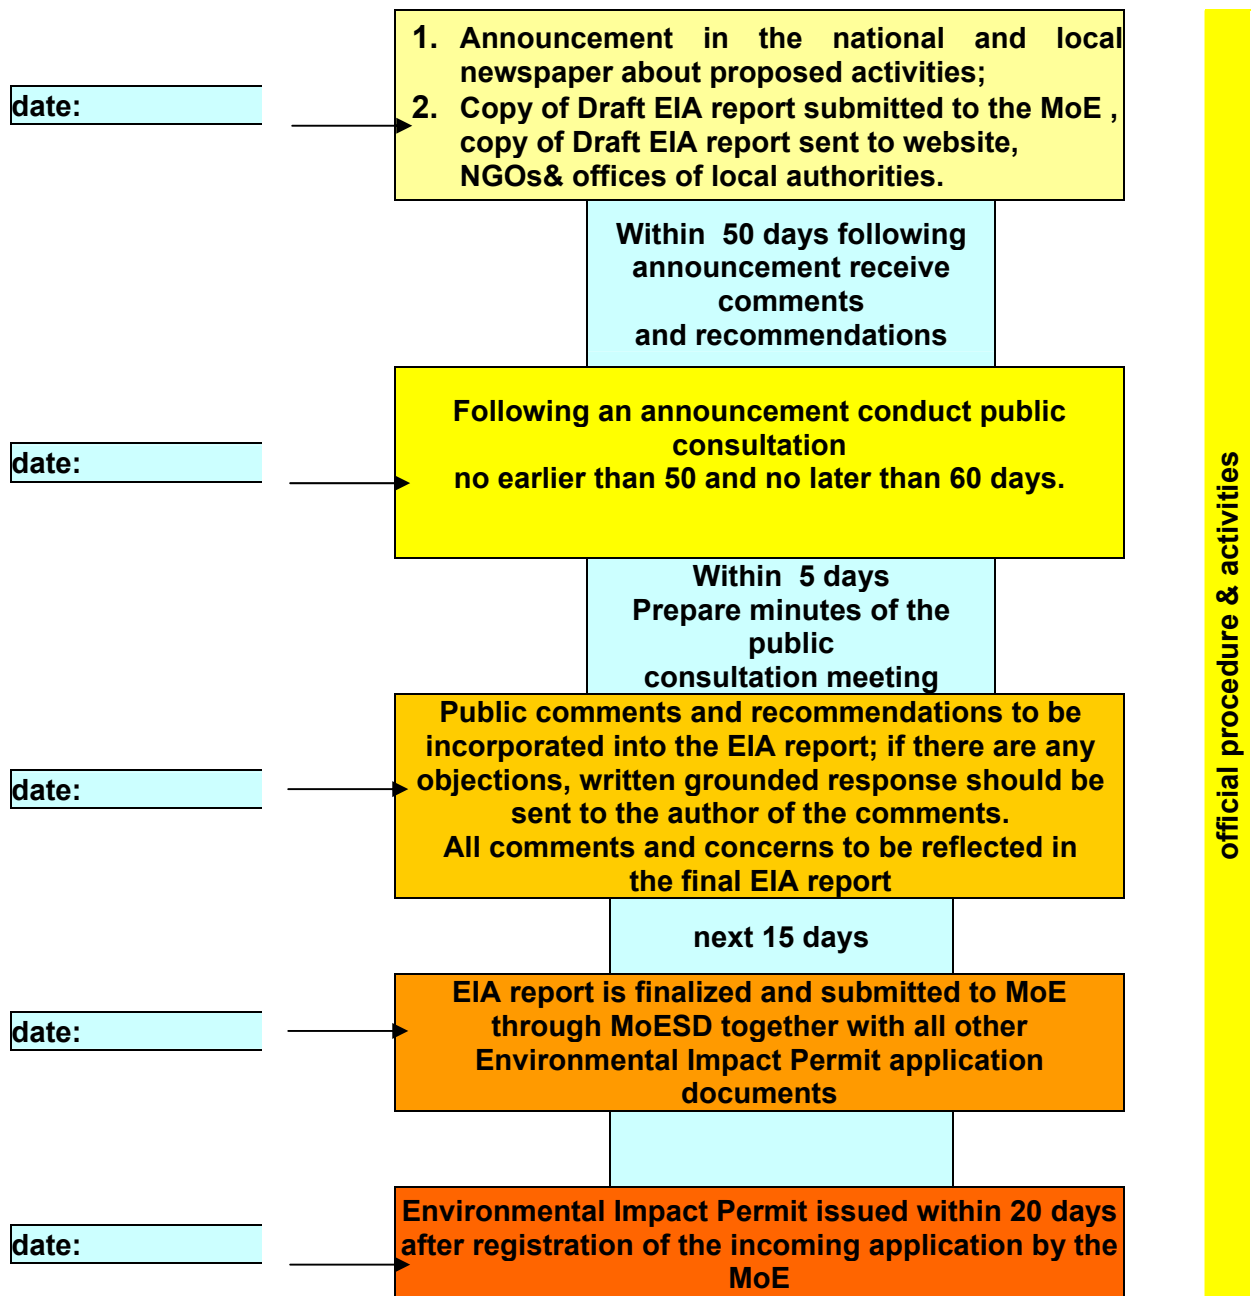 date:
1. Announcement in the national and local
newspaper about proposed activities;
2. Copy of Draft EIA report submitted to the MoE ,
copy of Draft EIA report sent to website,
NGOs& offices of local authorities.
Within 50 days following
announcement receive
comments
and recommendations
date:
Following an announcement conduct public
consultation
no earlier than 50 and no later than 60 days.
Within 5 days
Prepare minutes of the
public
consultation meeting
date:
Public comments and recommendations to be
incorporated into the EIA report; if there are any
objections, written grounded response should be
sent to the author of the comments.
All comments and concerns to be reflected in
the final EIA report
next 15 days
date:
EIA report is finalized and submitted to MoE
through MoESD together with all other
Environmental Impact Permit application
documents
date:
Environmental Impact Permit issued within 20 days
after registration of the incoming application by the
MoE
official procedure & activities